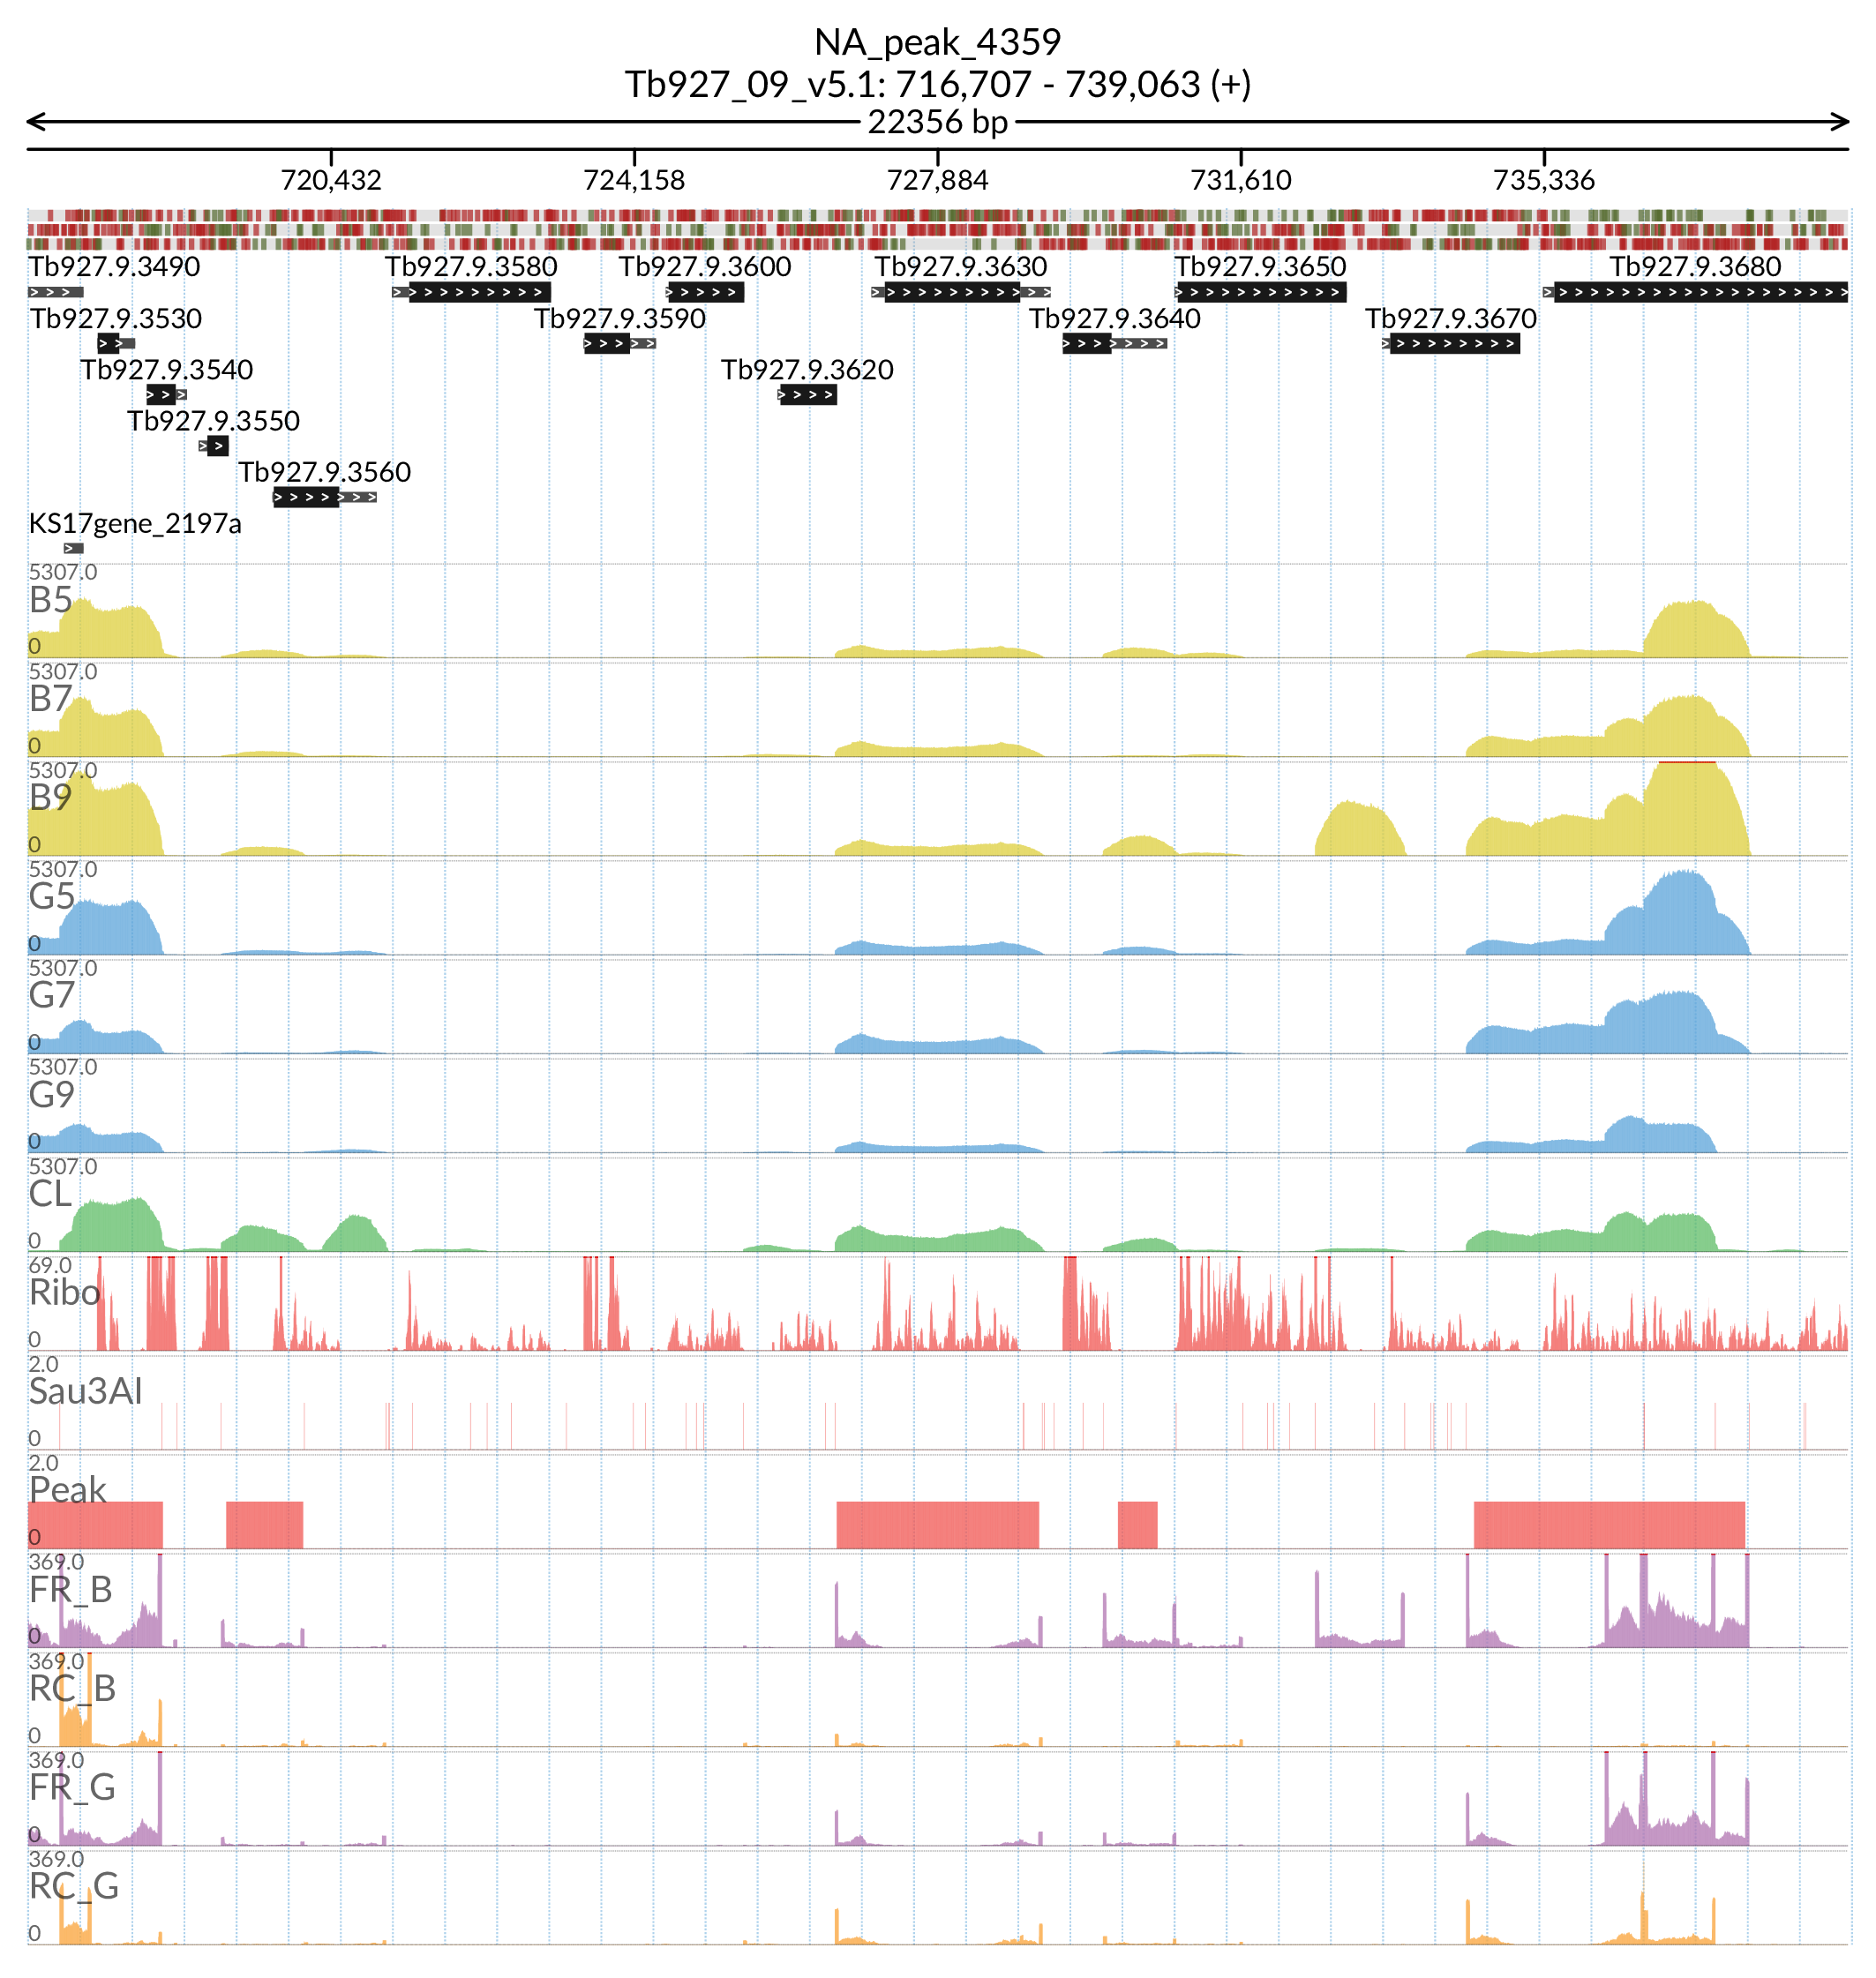 NA_peak_4359
Tb927_09_v5.1: 716,707 - 739,063 (+)
22356 bp
720,432 724,158 727,884 731,610 735,336
Tb927.9.3490 Tb927.9.3580 Tb927.9.3600 Tb927.9.3630 Tb927.9.3650 Tb927.9.3680
Tb927.9.3530 Tb927.9.3590 Tb927.9.3640 Tb927.9.3670
Tb927.9.3540 Tb927.9.3620
Tb927.9.3550
Tb927.9.3560
KS17gene_2197a
5307.0
B5
0
5307.0
B7
0
5307.0
B9
0
5307.0
G5
0
5307.0
G7
0
5307.0
G9
0
5307.0
CL
0
69.0
Ribo
0
2.0
Sau3AI
0
2.0
Peak
0
369.0
FR_B
0
369.0
RC_B
0
369.0
FR_G
0
369.0
RC_G
0